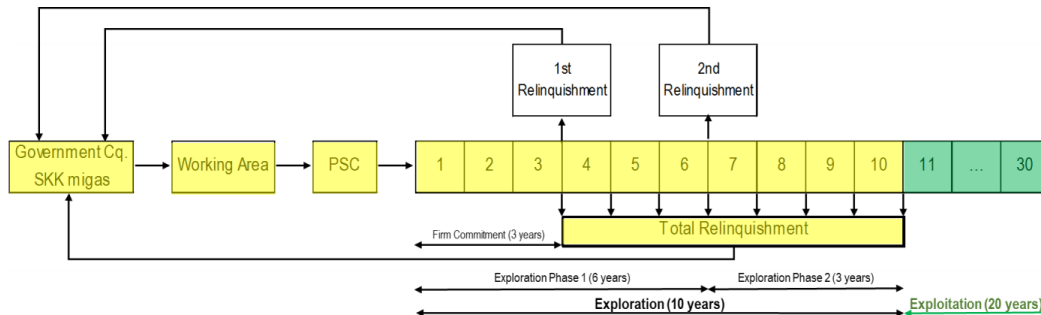 1st
Relinquishment
2nd
Relinquishment
Government Cq.
SKK migas
Working Area
PSC
1
2
3
4
5
6
7
8
9
10
11
...
30
Total Relinquishment
Firm Commitment (3 years)
Exploration Phase 1 (6 years)
Exploration Phase 2 (3 years)
Exploration (10 years)
Exploitation (20 years)